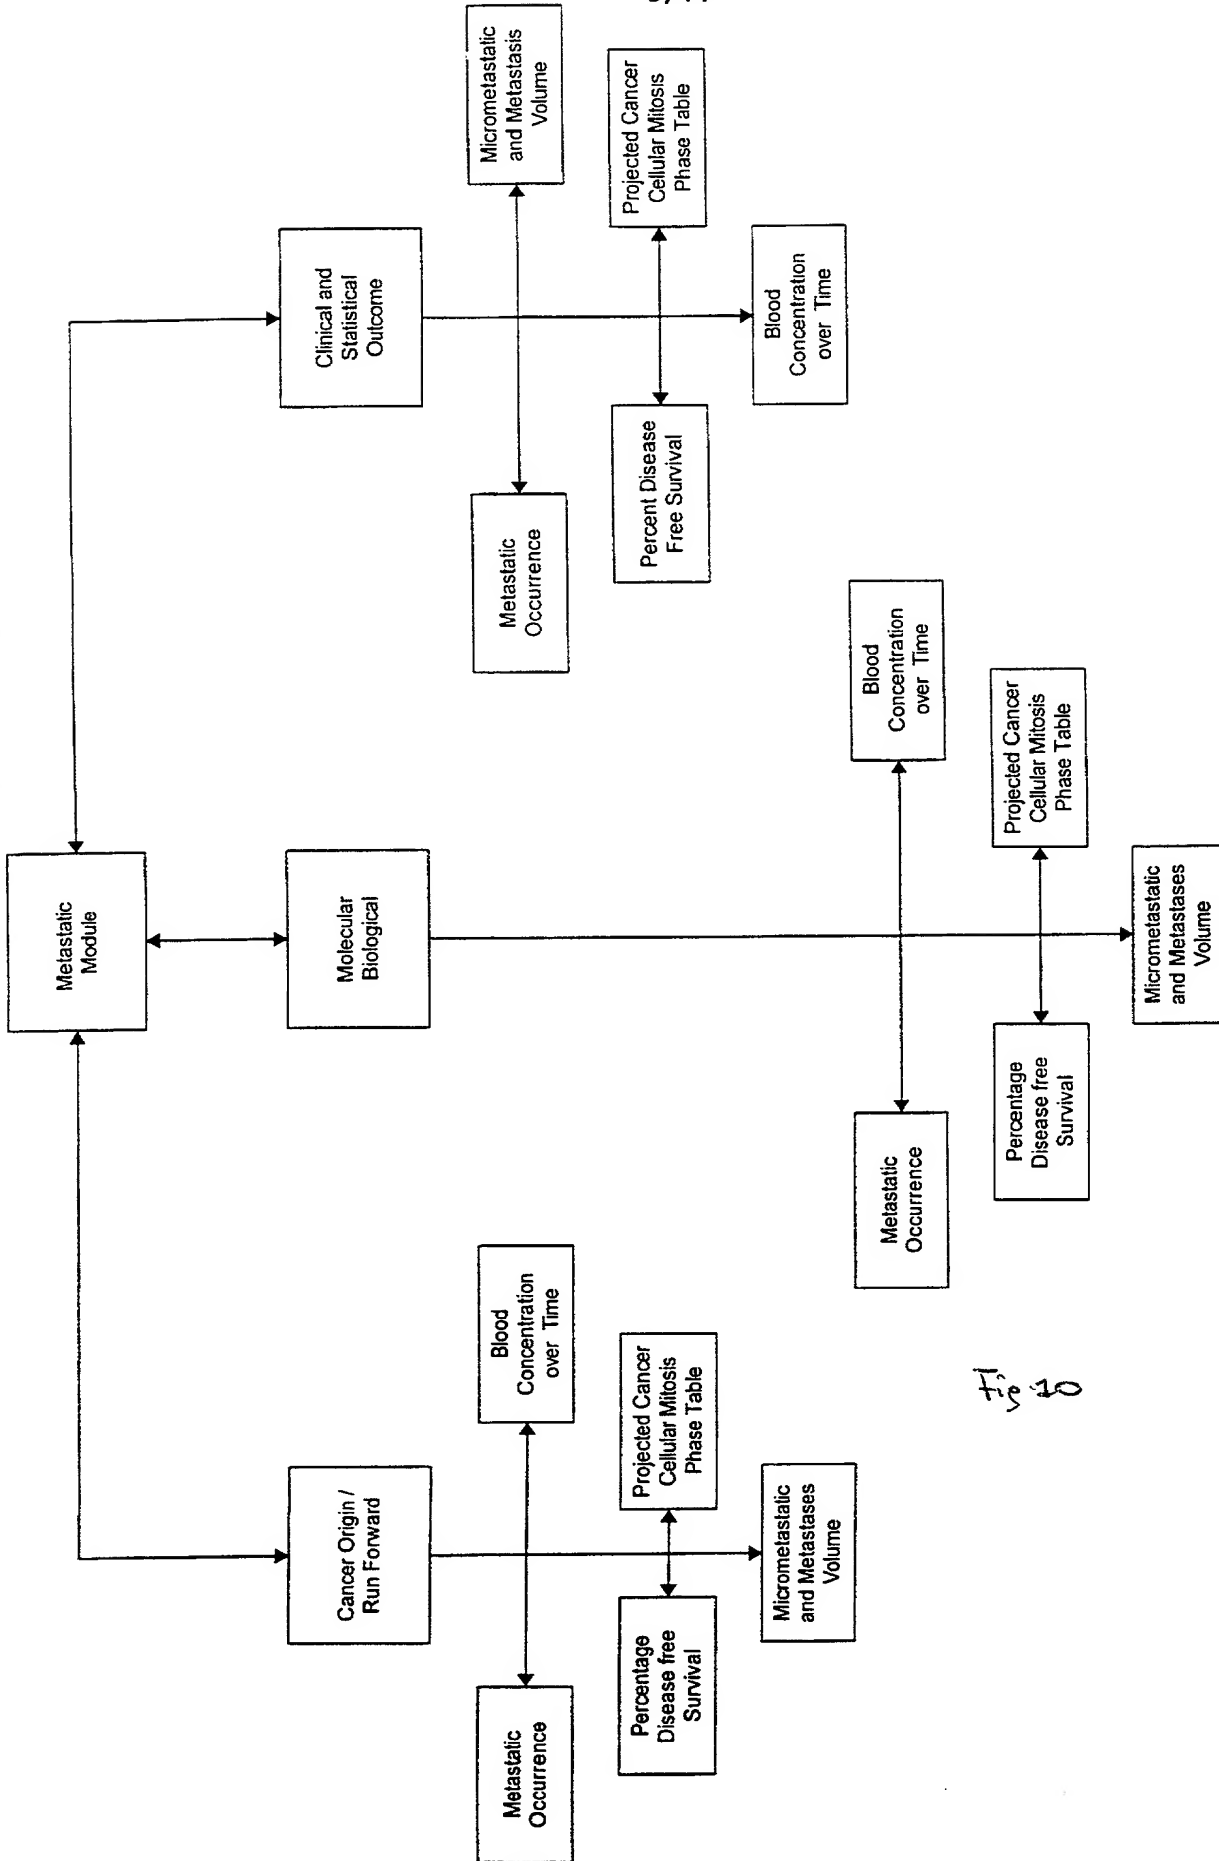 Metastatic
Module
Cancer Origin /
Run Forward
Metastatic
Occurrence
Blood
Concentration
over Time
Percentage
Disease free
Survival
Projected Cancer
Cellular Mitosis
Phase Table
Micrometastatic
and Metastases
Volume
Molecular
Biological
Metastatic
Occurrence
Blood
Concentration
over Time
Percentage
Disease free
Survival
Projected Cancer
Cellular Mitosis
Phase Table
Micrometastatic
and Metastases
Volume
Clinical and
Statistical
Outcome
Metastatic
Occurrence
Micrometastatic
and Metastasis
Volume
Percent Disease
Free Survival
Projected Cancer
Cellular Mitosis
Phase Table
Blood
Concentration
over Time
Fig 10